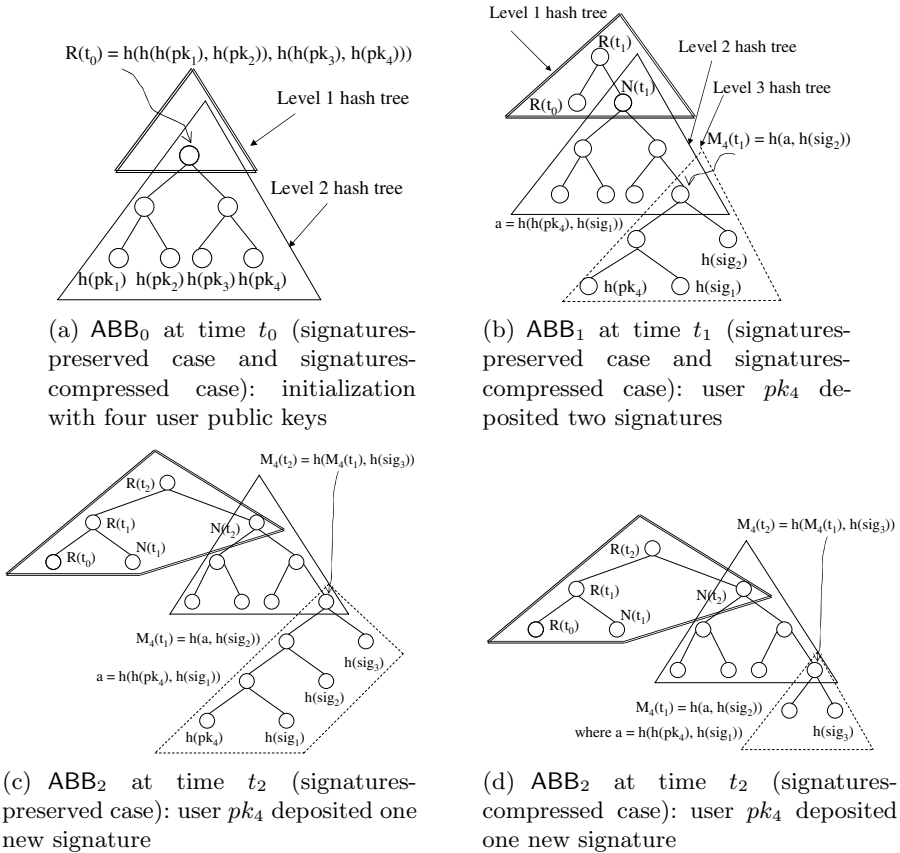 R(t₀) = h(h(h(pk₁), h(pk₂)), h(h(pk₃), h(pk₄)))
Level 1 hash tree
Level 2 hash tree
h(pk₁) h(pk₂) h(pk₃) h(pk₄)
(a) ABB₀ at time t₀ (signatures-
preserved case and signatures-
compressed case): initialization
with four user public keys
Level 1 hash tree
R(t₁)
Level 2 hash tree
R(t₀)
N(t₁)
Level 3 hash tree
M₄(t₁) = h(a, h(sig₂))
a = h(h(pk₄), h(sig₁))
h(sig₂)
h(pk₄)
h(sig₁)
(b) ABB₁ at time t₁ (signatures-
preserved case and signatures-
compressed case): user pk₄ de-
posited two signatures
M₄(t₂) = h(M₄(t₁), h(sig₃))
R(t₂)
R(t₁)
N(t₂)
R(t₀)
N(t₁)
M₄(t₁) = h(a, h(sig₂))
h(sig₃)
a = h(h(pk₄), h(sig₁))
h(sig₂)
h(pk₄)
h(sig₁)
(c) ABB₂ at time t₂ (signatures-
preserved case): user pk₄ deposited one
new signature
M₄(t₂) = h(M₄(t₁), h(sig₃))
R(t₂)
R(t₁)
N(t₂)
R(t₀)
N(t₁)
M₄(t₁) = h(a, h(sig₂))
where a = h(h(pk₄), h(sig₁))
h(sig₃)
(d) ABB₂ at time t₂ (signatures-
compressed case): user pk₄ deposited
one new signature